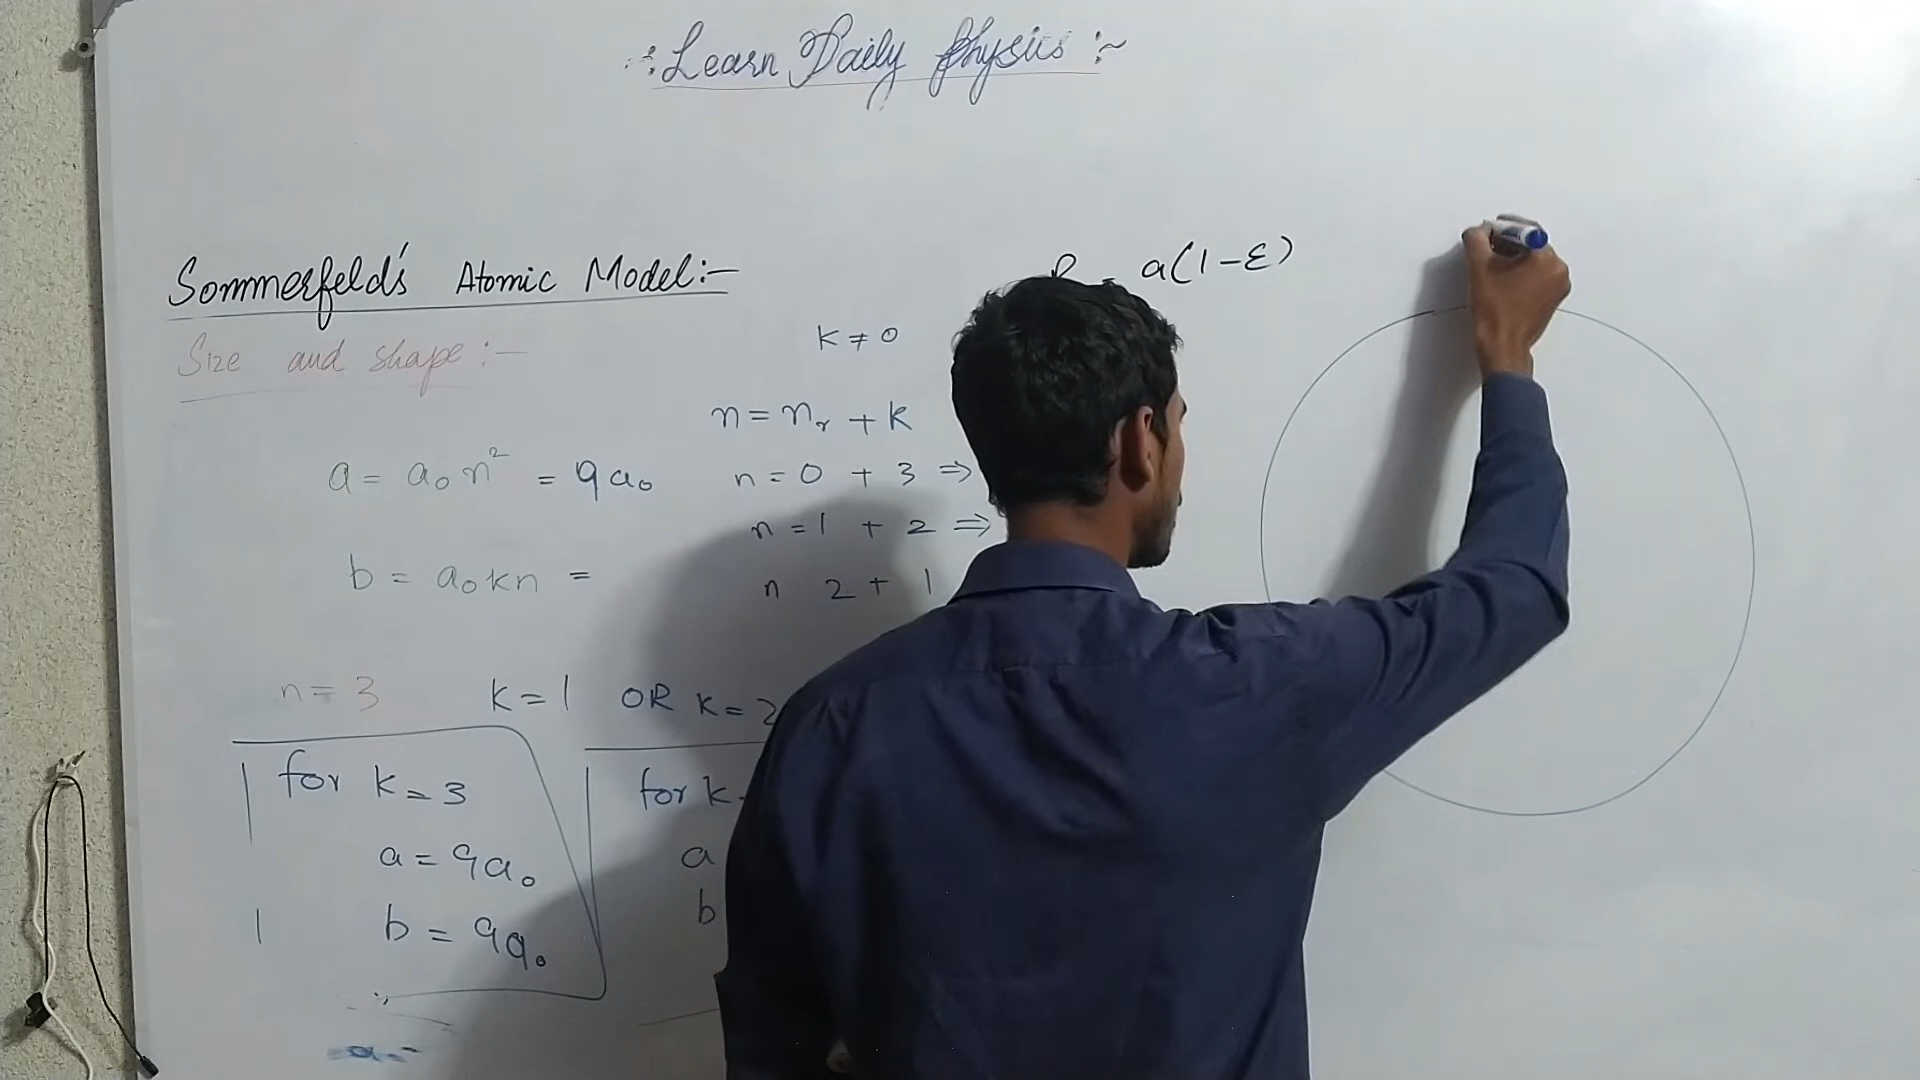 :Learn Daily Physics:~
Sommerfeld's Atomic Model:-
Size and shape:-
a = a₀n² = 9a₀
b = a₀kn =
k ≠ 0
n = nᵣ + k
n = 0 + 3 ⇒
n = 1 + 2 ⇒
n 2 + 1
= a(1-ε)
n = 3 k = 1 OR k = 2
for k = 3
a = 9a₀
b = 9a₀
for k
a
b